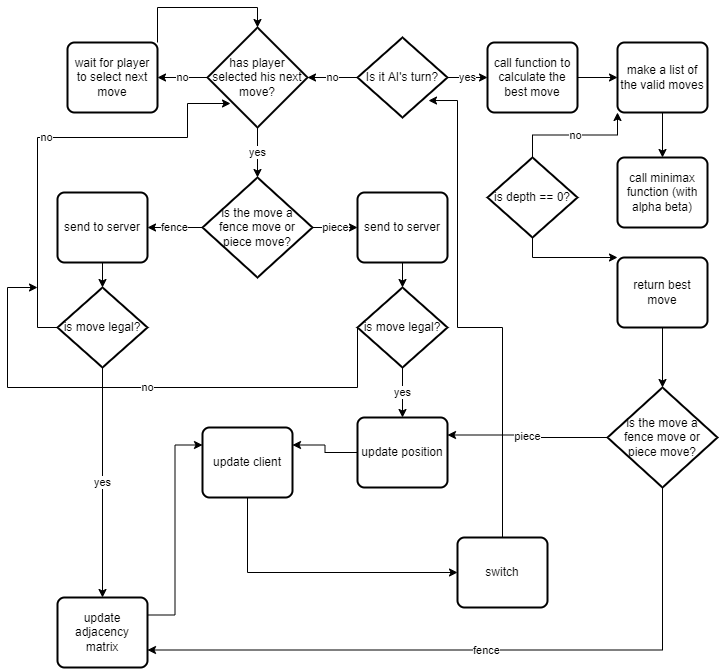 wait for player
to select next
move
no
has player
selected his next
move?
no
Is it AI's turn?
yes
call function to
calculate the
best move
make a list of
the valid moves
no
no
yes
is depth == 0?
call minimax
function (with
alpha beta)
send to server
fence
is the move a
fence move or
piece move?
piece
send to server
return best
move
is move legal?
is move legal?
no
yes
update client
update position
piece
is the move a
fence move or
piece move?
yes
switch
update
adjacency
matrix
fence